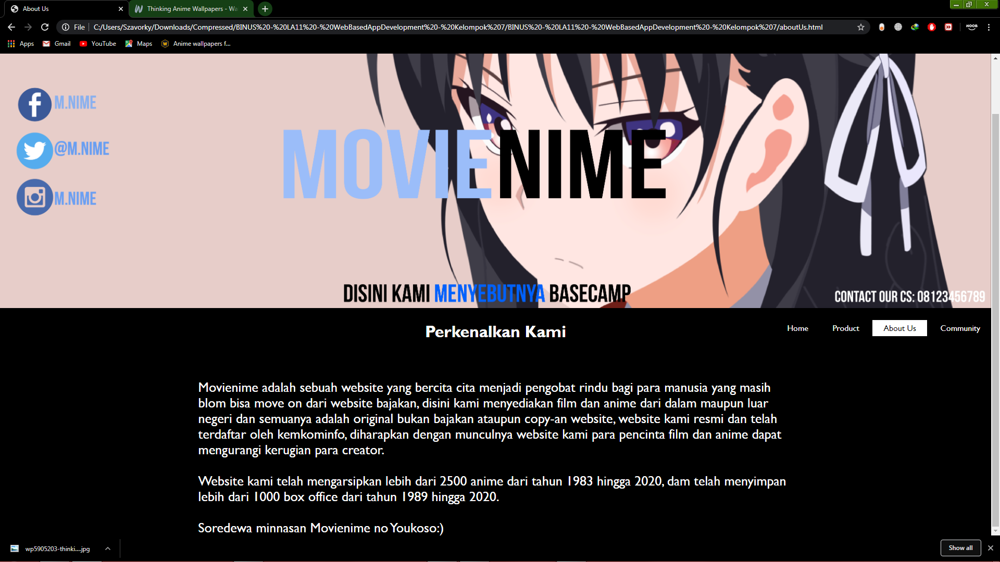 About Us
Thinking Anime Wallpapers - Wa
File
C:/Users/Szavorky/Downloads/Compressed/BINUS%20-%20LA11%20-%20WebBasedAppDevelopment%20-%20Kelompok%207/BINUS%20-%20LA11%20-%20WebBasedAppDevelopment%20-%20Kelompok%207/aboutUs.html
NOOB
Apps
Gmail
YouTube
Maps
Anime wallpapers f...
M.NIME
@M.NIME
M.NIME
MOVIENIME
DISINI KAMI MENYEBUTNYA BASECAMP
CONTACT OUR CS: 08123456789
Perkenalkan Kami
Home
Product
About Us
Community
Movienime adalah sebuah website yang bercita cita menjadi pengobat rindu bagi para manusia yang masih
blom bisa move on dari website bajakan, disini kami menyediakan film dan anime dari dalam maupun luar
negeri dan semuanya adalah original bukan bajakan ataupun copy-an website, website kami resmi dan telah
terdaftar oleh kemkominfo, diharapkan dengan munculnya website kami para pencinta film dan anime dapat
mengurangi kerugian para creator.
Website kami telah mengarsipkan lebih dari 2500 anime dari tahun 1983 hingga 2020, dam telah menyimpan
lebih dari 1000 box office dari tahun 1989 hingga 2020.
Soredewa minnasan Movienime no Youkoso:)
wp5905203-thinki....jpg
Show all